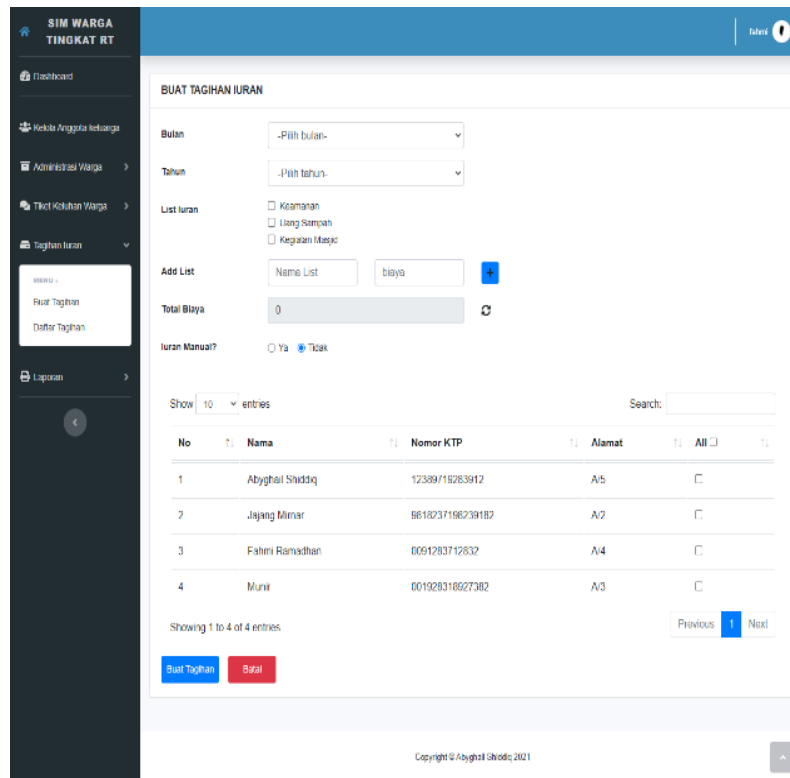 SIM WARGA
TINGKAT RT
fahmi
Dashboard
Kelola Anggota keluarga
Administrasi Warga
Tiket Keluhan Warga
Tagihan Iuran
MENU :
Buat Tagihan
Daftar Tagihan
Laporan
BUAT TAGIHAN IURAN
Bulan -Pilih bulan-
Tahun -Pilih tahun-
List Iuran Keamanan
Uang Sampah
Kegiatan Masjid
Add List Nama List biaya +
Total Biaya 0
Iuran Manual? Ya Tidak
Show 10 entries Search:
No Nama Nomor KTP Alamat All
1 Abyghail Shiddiq 12389719283912 A/5
2 Jajang Mirnar 9818237198239182 A/2
3 Fahmi Ramadhan 0091283712832 A/4
4 Munir 001928318927382 A/3
Showing 1 to 4 of 4 entries Previous 1 Next
Buat Tagihan Batal
Copyright © Abyghail Shiddiq 2021